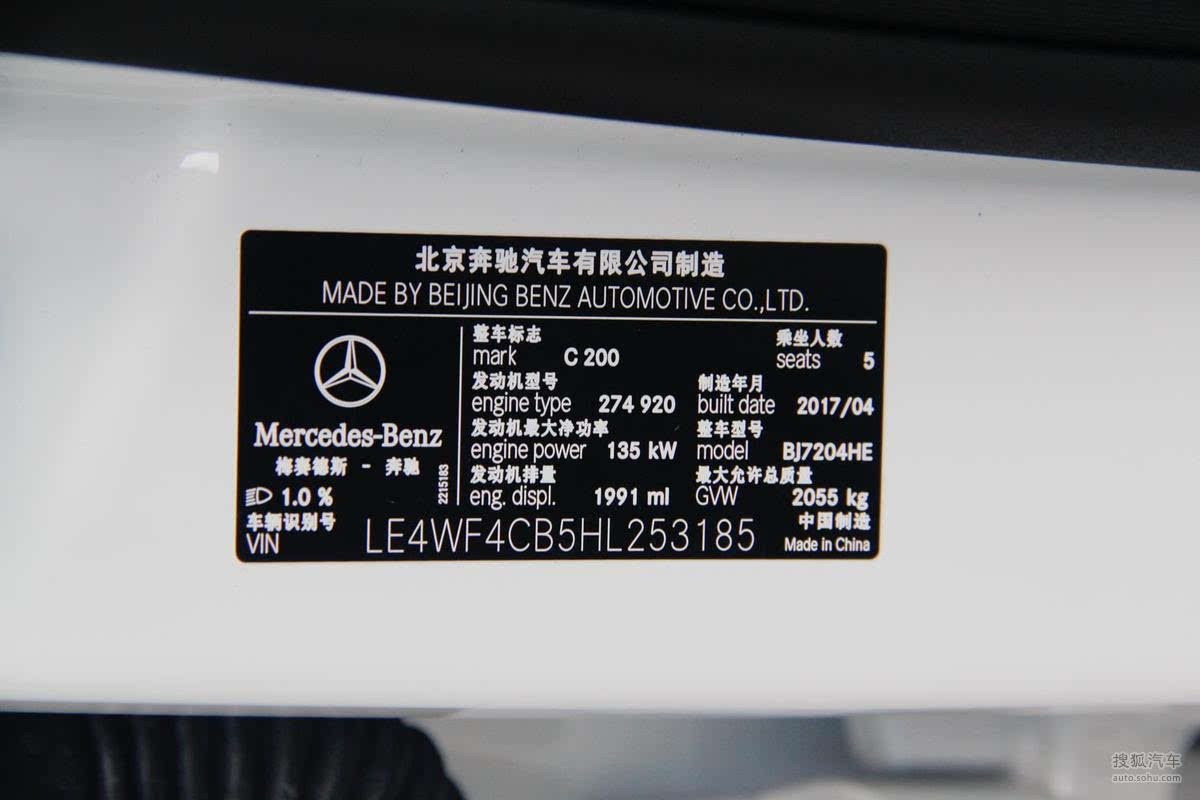 北京奔驰汽车有限公司制造
MADE BY BEIJING BENZ AUTOMOTIVE CO.,LTD.
Mercedes-Benz
梅赛德斯 - 奔驰
1.0 %
2215183
整车标志
mark C 200
乘坐人数
seats 5
发动机型号
engine type 274 920
制造年月
built date 2017/04
发动机最大净功率
engine power 135 kW
整车型号
model BJ7204HE
发动机排量
eng. displ. 1991 ml
最大允许总质量
GVW 2055 kg
车辆识别号
VIN LE4WF4CB5HL253185
中国制造
Made in China
搜狐汽车
auto.sohu.com